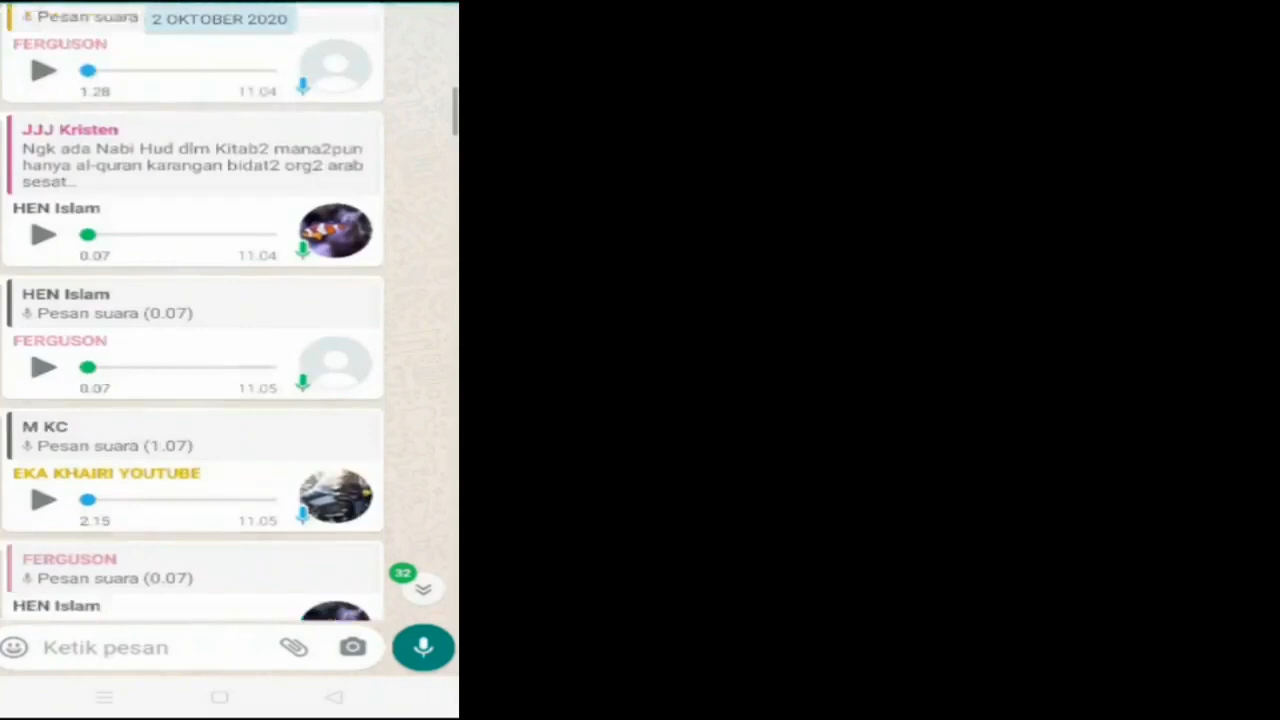 Pesan suara
2 OKTOBER 2020
FERGUSON
1.28 11.04
JJJ Kristen
Ngk ada Nabi Hud dlm Kitab2 mana2pun
hanya al-quran karangan bidat2 org2 arab
sesat...
HEN Islam
0.07 11.04
HEN Islam
Pesan suara (0.07)
FERGUSON
0.07 11.05
M KC
Pesan suara (1.07)
EKA KHAIRI YOUTUBE
2.15 11.05
FERGUSON
Pesan suara (0.07)
32
HEN Islam
Ketik pesan